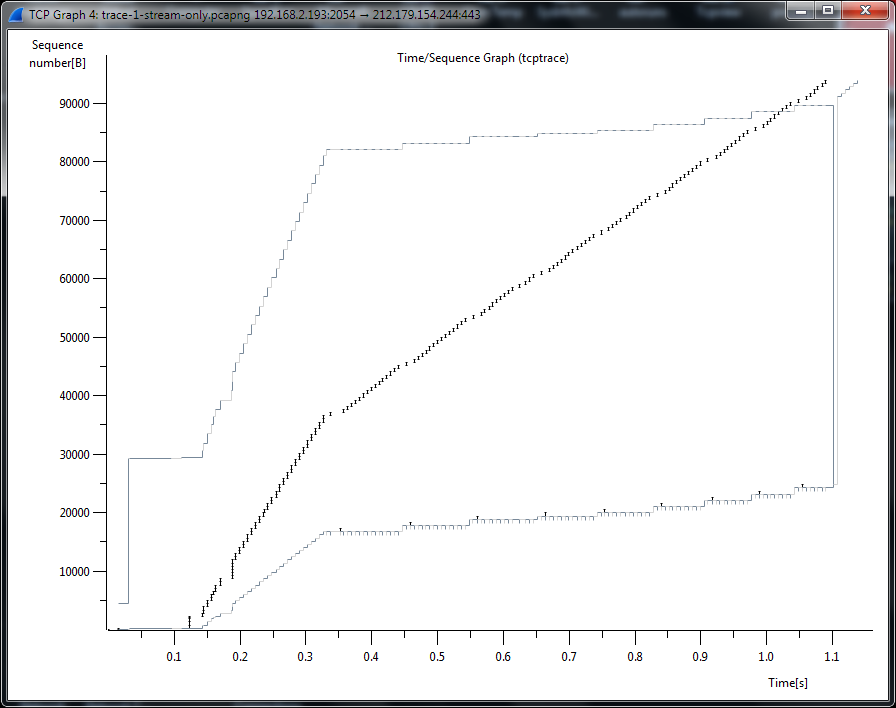 TCP Graph 4: trace-1-stream-only.pcapng 192.168.2.193:2054 → 212.179.154.244:443
Sequence
number[B]
Time/Sequence Graph (tcptrace)
90000
80000
70000
60000
50000
40000
30000
20000
10000
0.1 0.2 0.3 0.4 0.5 0.6 0.7 0.8 0.9 1.0 1.1
Time[s]